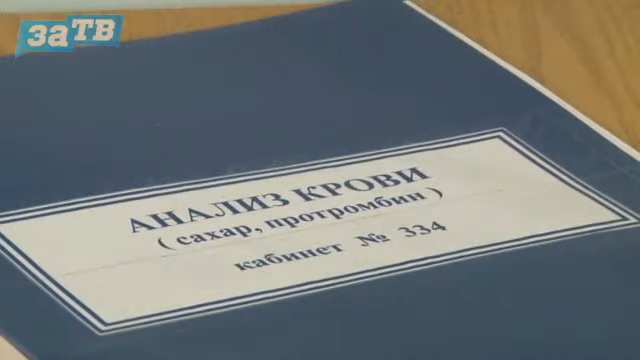 заТВ
АНАЛИЗ КРОВИ
( сахар, протромбин )
кабинет № 334